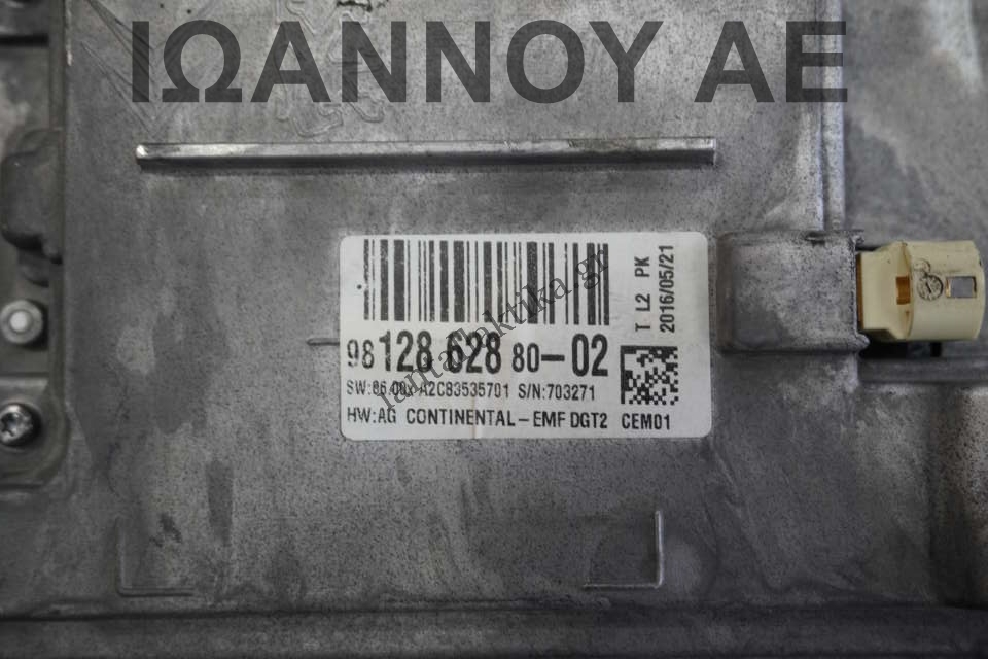 ΙΩΑΝΝΟΥ ΑΕ
98 128 628 80-02
T L2 PK
2016/05/21
A2C83535701 S/N:703271
HW:AG CONTINENTAL-EMF DGT2 CEM01